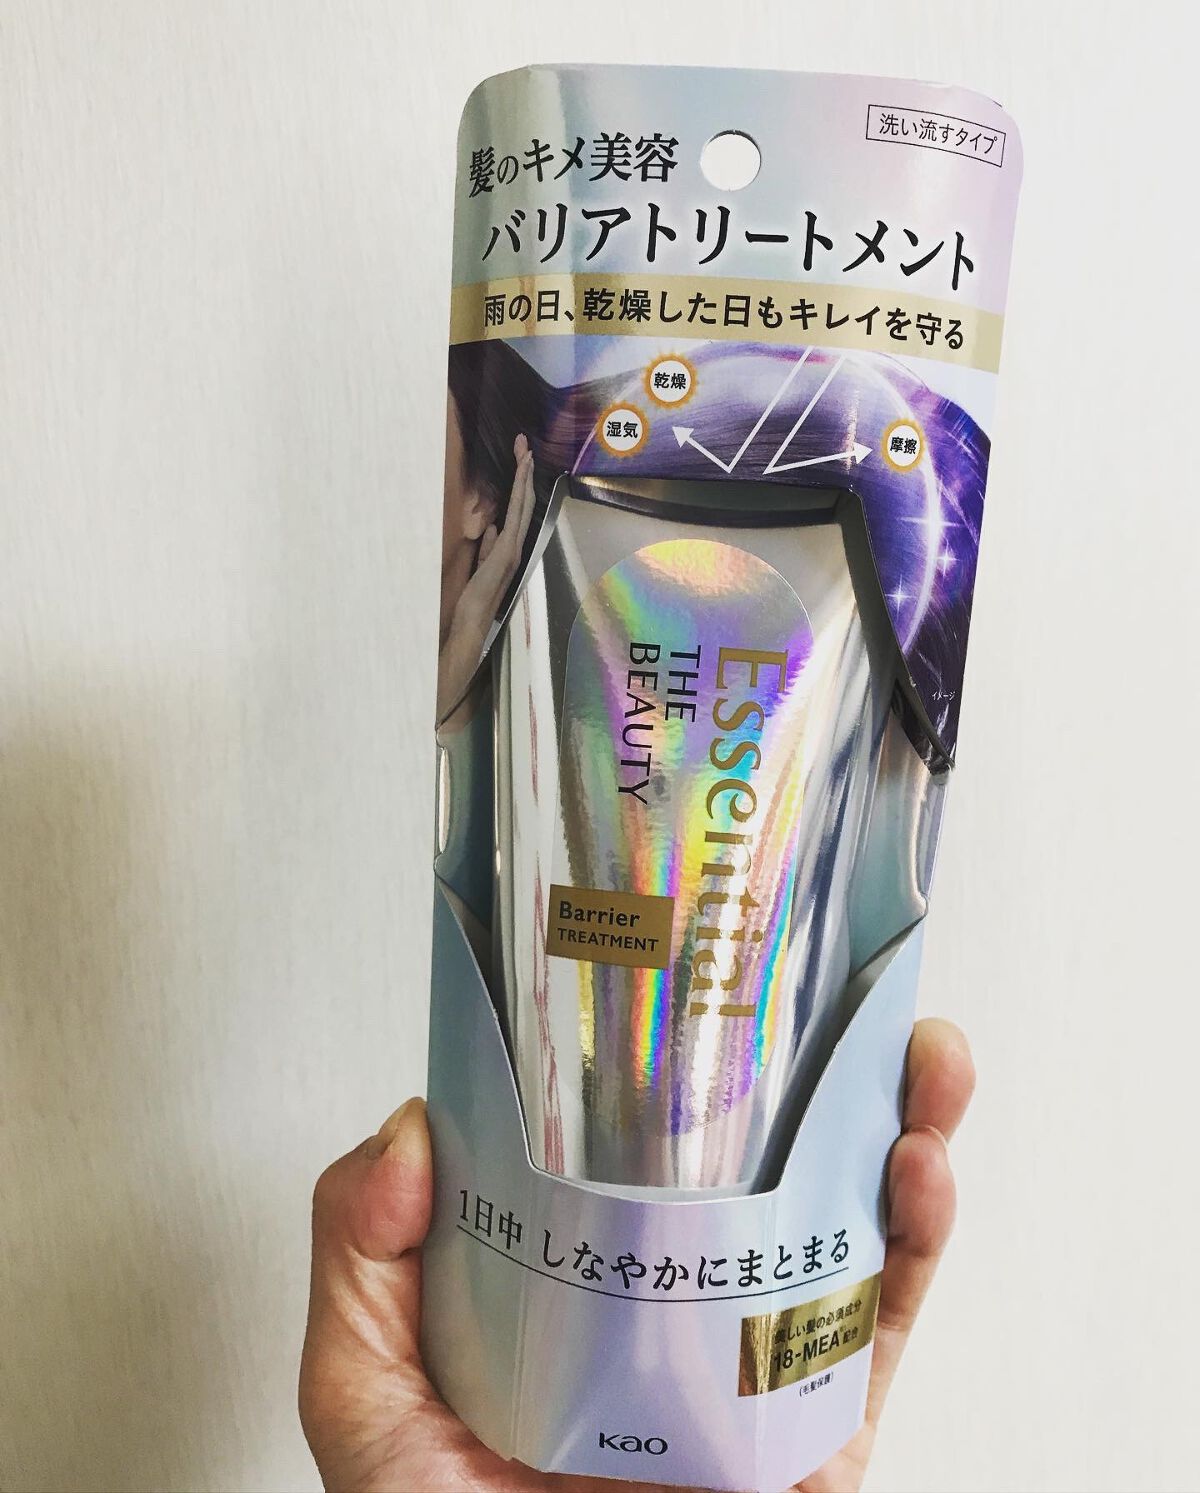 洗い流すタイプ
髪のキメ美容
バリアトリートメント
雨の日、乾燥した日もキレイを守る
乾燥
湿気
摩擦
イメージ
Essential
THE
BEAUTY
Barrier
TREATMENT
1日中 しなやかにまとまる
美しい髪の必須成分
18-MEA※配合
(毛髪保護)
Kao